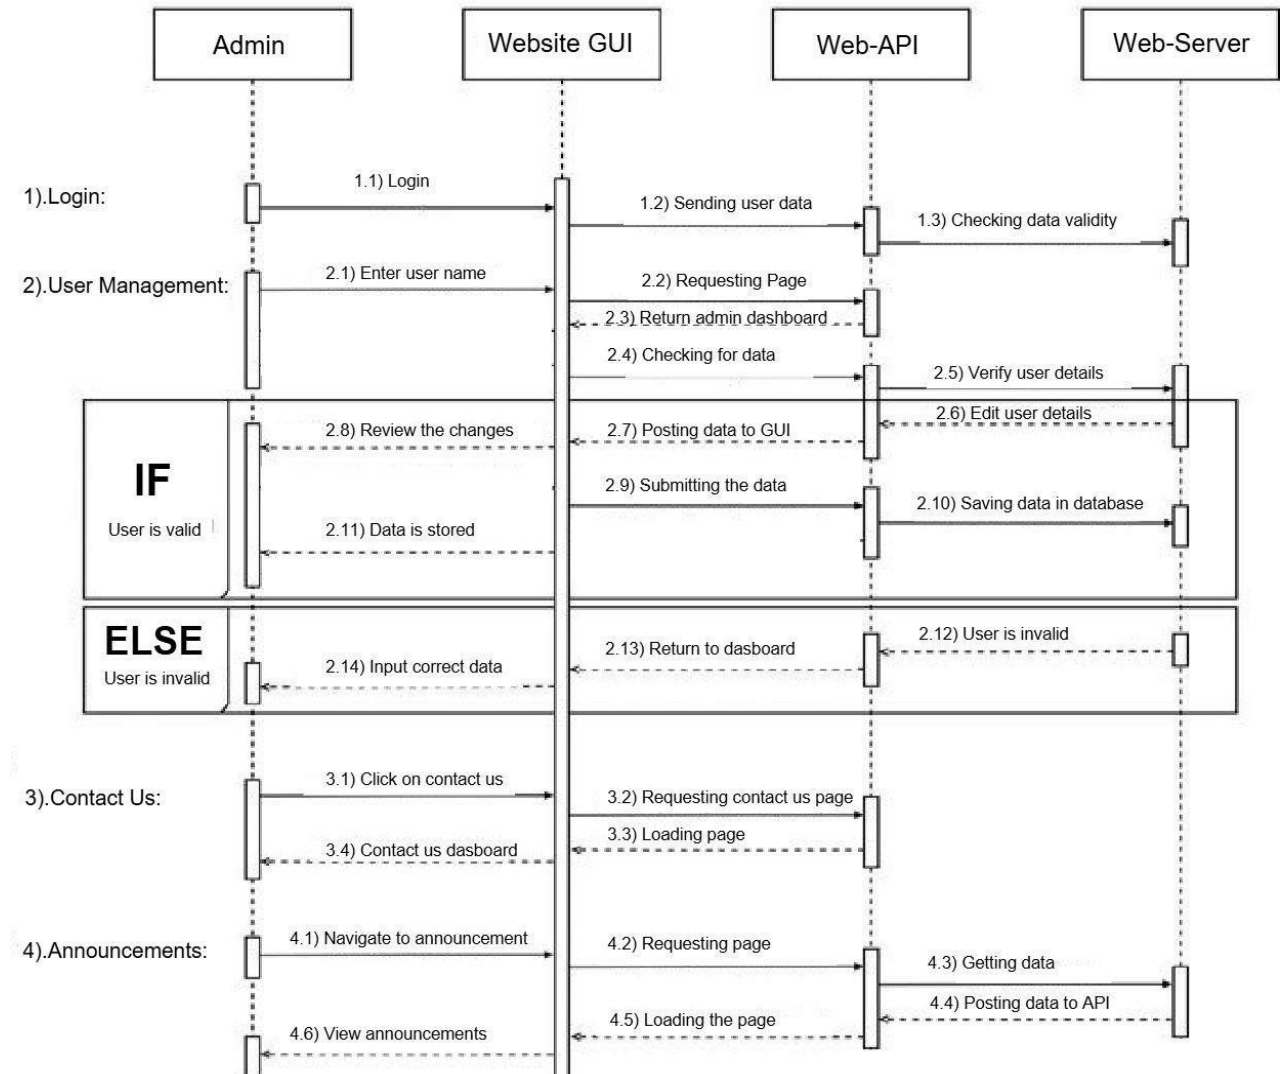 Admin
Website GUI
Web-API
Web-Server
1).Login:
1.1) Login
1.2) Sending user data
1.3) Checking data validity
2).User Management:
2.1) Enter user name
2.2) Requesting Page
2.3) Return admin dashboard
2.4) Checking for data
2.5) Verify user details
2.6) Edit user details
2.7) Posting data to GUI
2.8) Review the changes
IF
User is valid
2.9) Submitting the data
2.10) Saving data in database
2.11) Data is stored
ELSE
User is invalid
2.12) User is invalid
2.13) Return to dasboard
2.14) Input correct data
3).Contact Us:
3.1) Click on contact us
3.2) Requesting contact us page
3.3) Loading page
3.4) Contact us dasboard
4).Announcements:
4.1) Navigate to announcement
4.2) Requesting page
4.3) Getting data
4.4) Posting data to API
4.5) Loading the page
4.6) View announcements